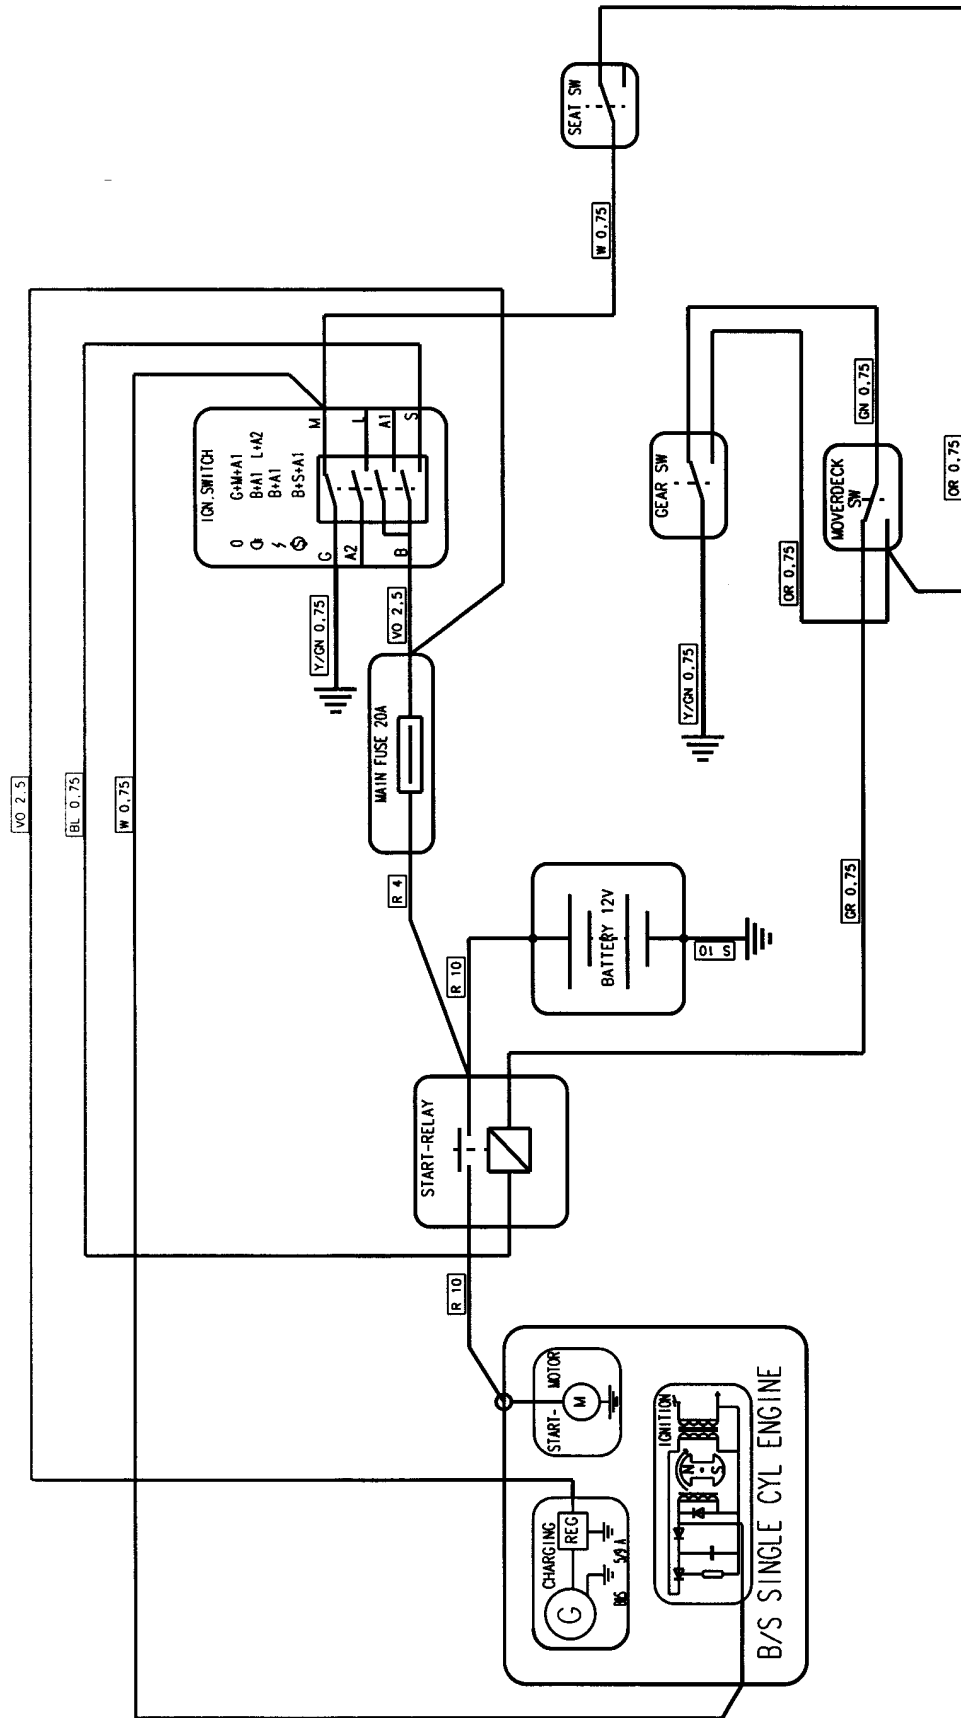 SEAT SW
W 0,75
IGN.SWITCH
O G+M+A1
B+A1 L+A2
B+A1
S B+S+A1
M
L
A1
S
G
A2
B
Y/GN 0,75
VO 2,5
MAIN FUSE 20A
R 4
VO 2,5
BL 0,75
W 0,75
GEAR SW
GN 0,75
MOVERDECK
SW
OR 0,75
OR 0,75
Y/GN 0,75
GR 0,75
BATTERY 12V
S 10
R 10
START-RELAY
R 10
START-
MOTOR
M
CHARGING
REG
G
B&S 5/9 A
IGNITION
N
S
B/S SINGLE CYL ENGINE